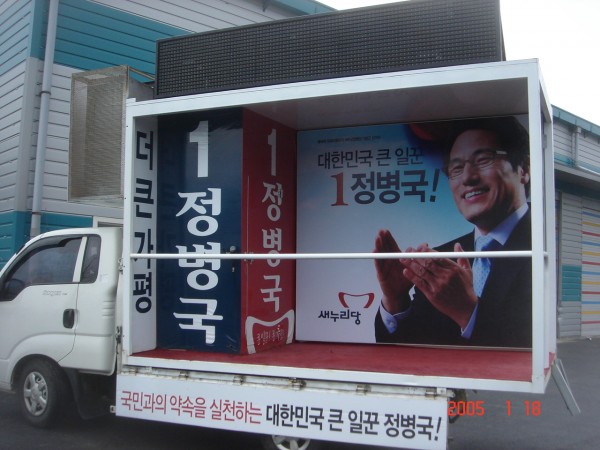 더 큰 가평
1 정병국
1 정병국
대한민국 큰 일꾼
1 정병국!
새누리당
국민과의 약속을 실천하는 대한민국 큰 일꾼 정병국!
2005 1 18